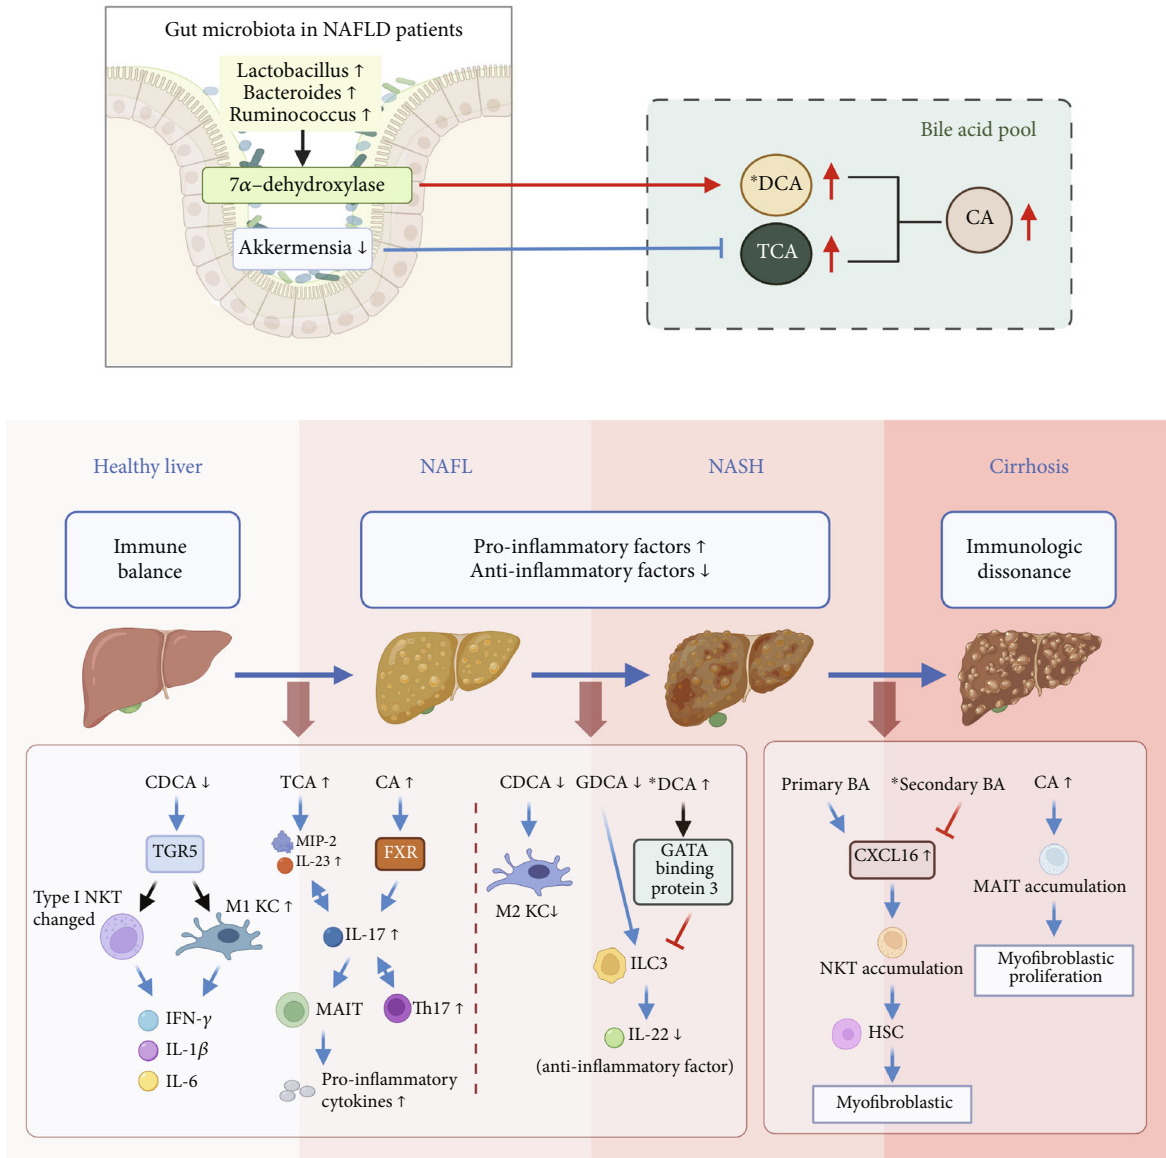 Gut microbiota in NAFLD patients
Lactobacillus ↑
Bacteroides ↑
Ruminococcus ↑
7α–dehydroxylase
Akkermensia ↓
Bile acid pool
*DCA
TCA
CA
Healthy liver
NAFL
NASH
Cirrhosis
Immune
balance
Pro-inflammatory factors ↑
Anti-inflammatory factors ↓
Immunologic
dissonance
CDCA ↓
TGR5
Type I NKT
changed
M1 KC ↑
IFN-γ
IL-1β
IL-6
TCA ↑
CA ↑
MIP-2
IL-23 ↑
FXR
IL-17 ↑
MAIT
Th17 ↑
Pro-inflammatory
cytokines ↑
CDCA ↓
GDCA ↓
*DCA ↑
M2 KC↓
GATA
binding
protein 3
ILC3
IL-22 ↓
(anti-inflammatory factor)
Primary BA
*Secondary BA
CA ↑
CXCL16 ↑
MAIT accumulation
NKT accumulation
Myofibroblastic
proliferation
HSC
Myofibroblastic